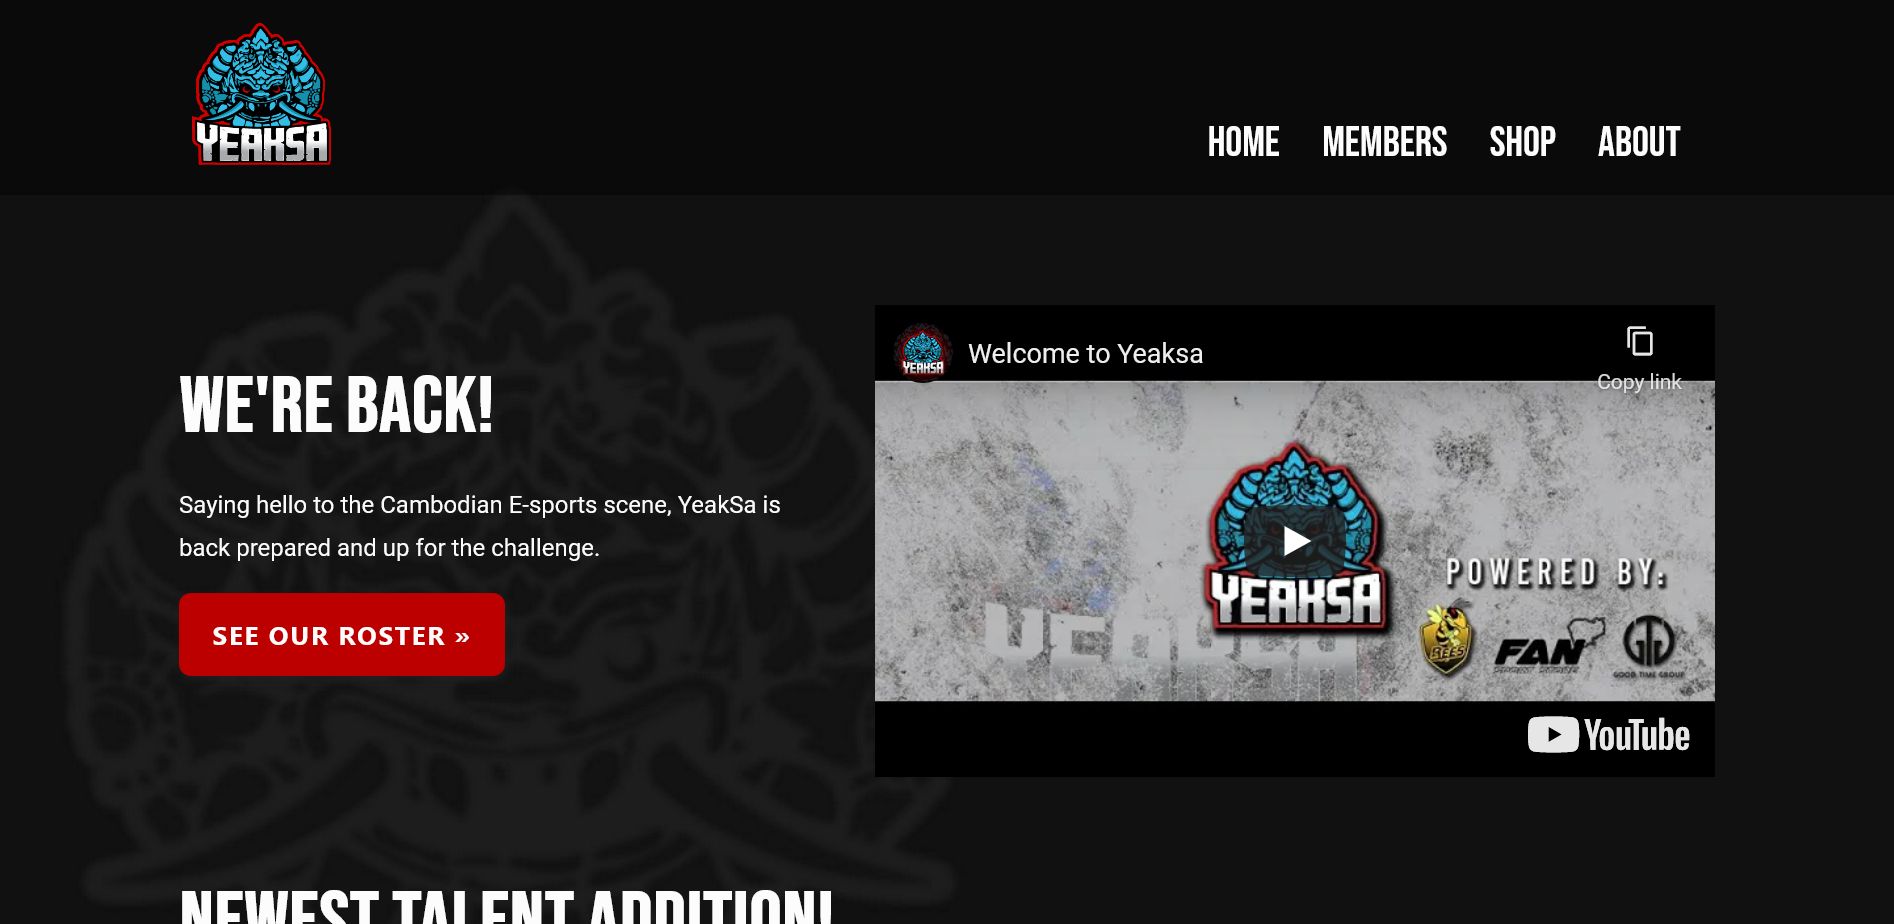 YEAKSA
HOME MEMBERS SHOP ABOUT
WE'RE BACK!
Saying hello to the Cambodian E-sports scene, YeakSa is
back prepared and up for the challenge.
SEE OUR ROSTER »
YEAKSA
Welcome to Yeaksa
Copy link
YEAKSA
YEAKSA
POWERED BY:
BEES
FAN
GOOD TIME GROUP
YouTube
NEWEST TALENT ADDITION!